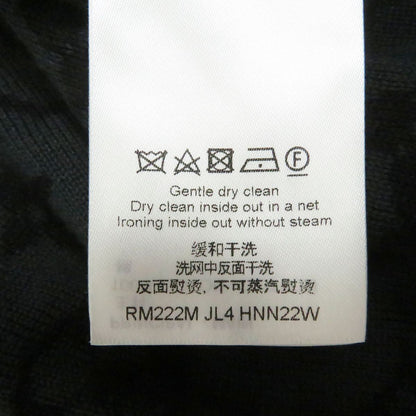 F
Gentle dry clean
Dry clean inside out in a net
Ironing inside out without steam
缓和干洗
洗网中反面干洗
反面熨烫, 不可蒸汽熨烫
RM222M JL4 HNN22W